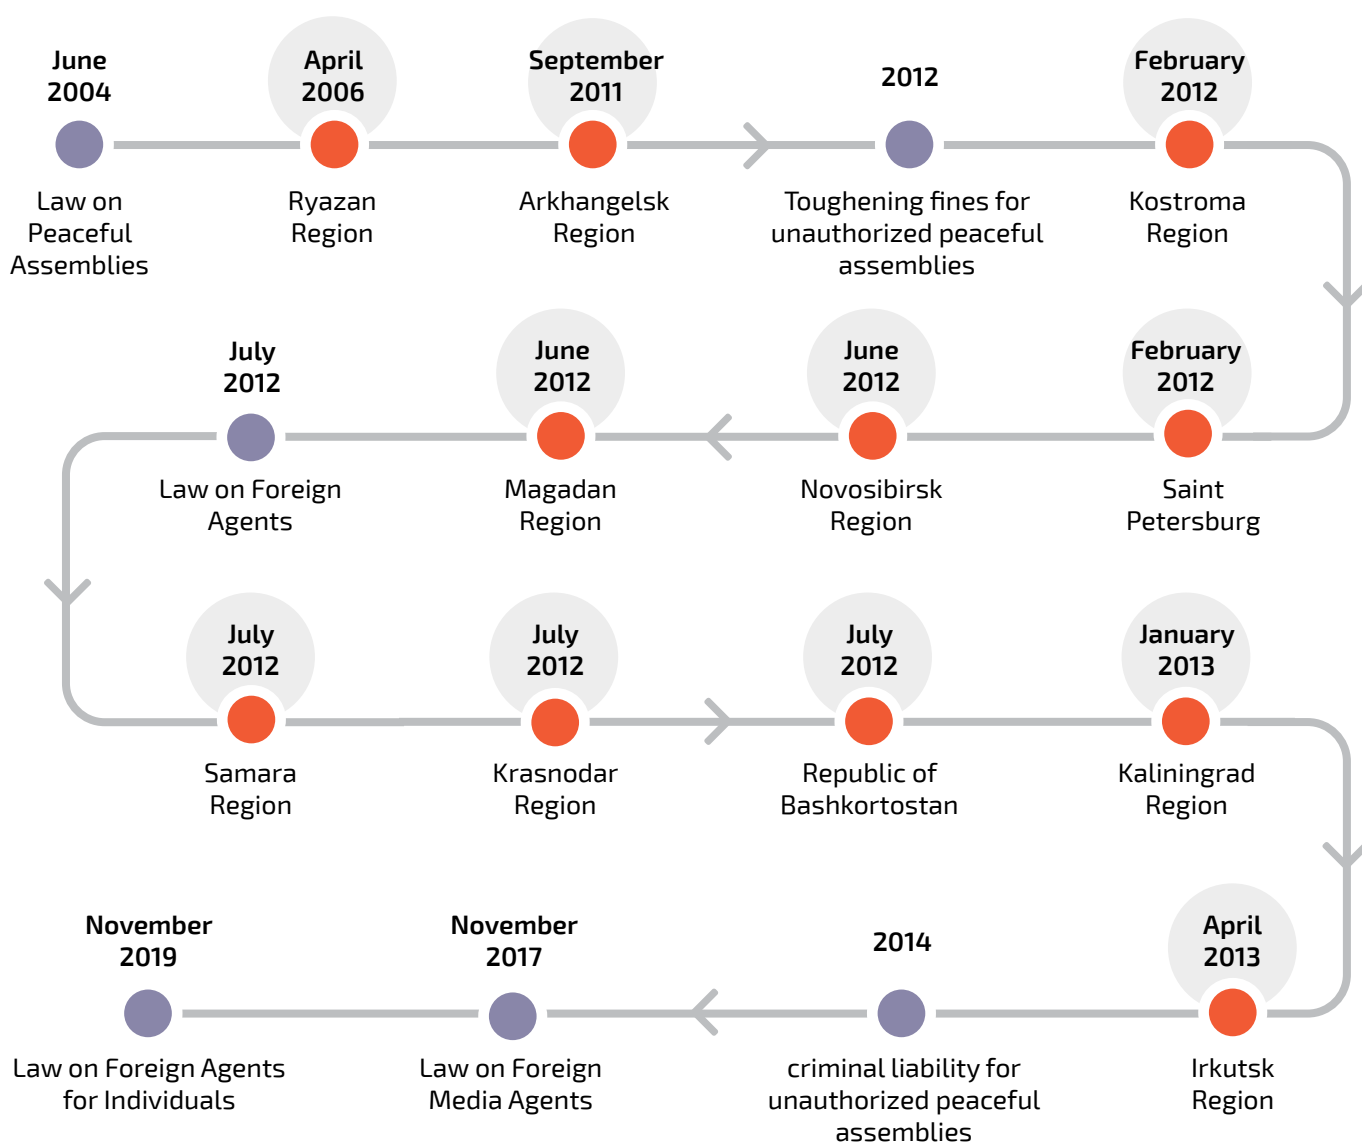 June
2004
Law on
Peaceful
Assemblies
April
2006
Ryazan
Region
September
2011
Arkhangelsk
Region
2012
Toughening fines for
unauthorized peaceful
assemblies
February
2012
Kostroma
Region
February
2012
Saint
Petersburg
June
2012
Novosibirsk
Region
June
2012
Magadan
Region
July
2012
Law on Foreign
Agents
July
2012
Samara
Region
July
2012
Krasnodar
Region
July
2012
Republic of
Bashkortostan
January
2013
Kaliningrad
Region
April
2013
Irkutsk
Region
2014
criminal liability for
unauthorized peaceful
assemblies
November
2017
Law on Foreign
Media Agents
November
2019
Law on Foreign Agents
for Individuals